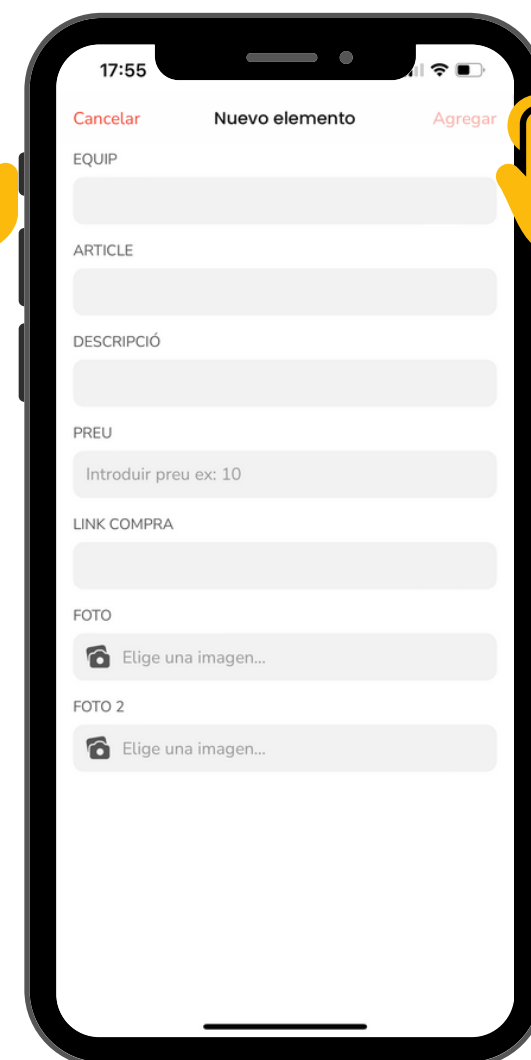 17:55
Cancelar Nuevo elemento Agregar
EQUIP
ARTICLE
DESCRIPCIÓ
PREU
Introduir preu ex: 10
LINK COMPRA
FOTO
Elige una imagen...
FOTO 2
Elige una imagen...